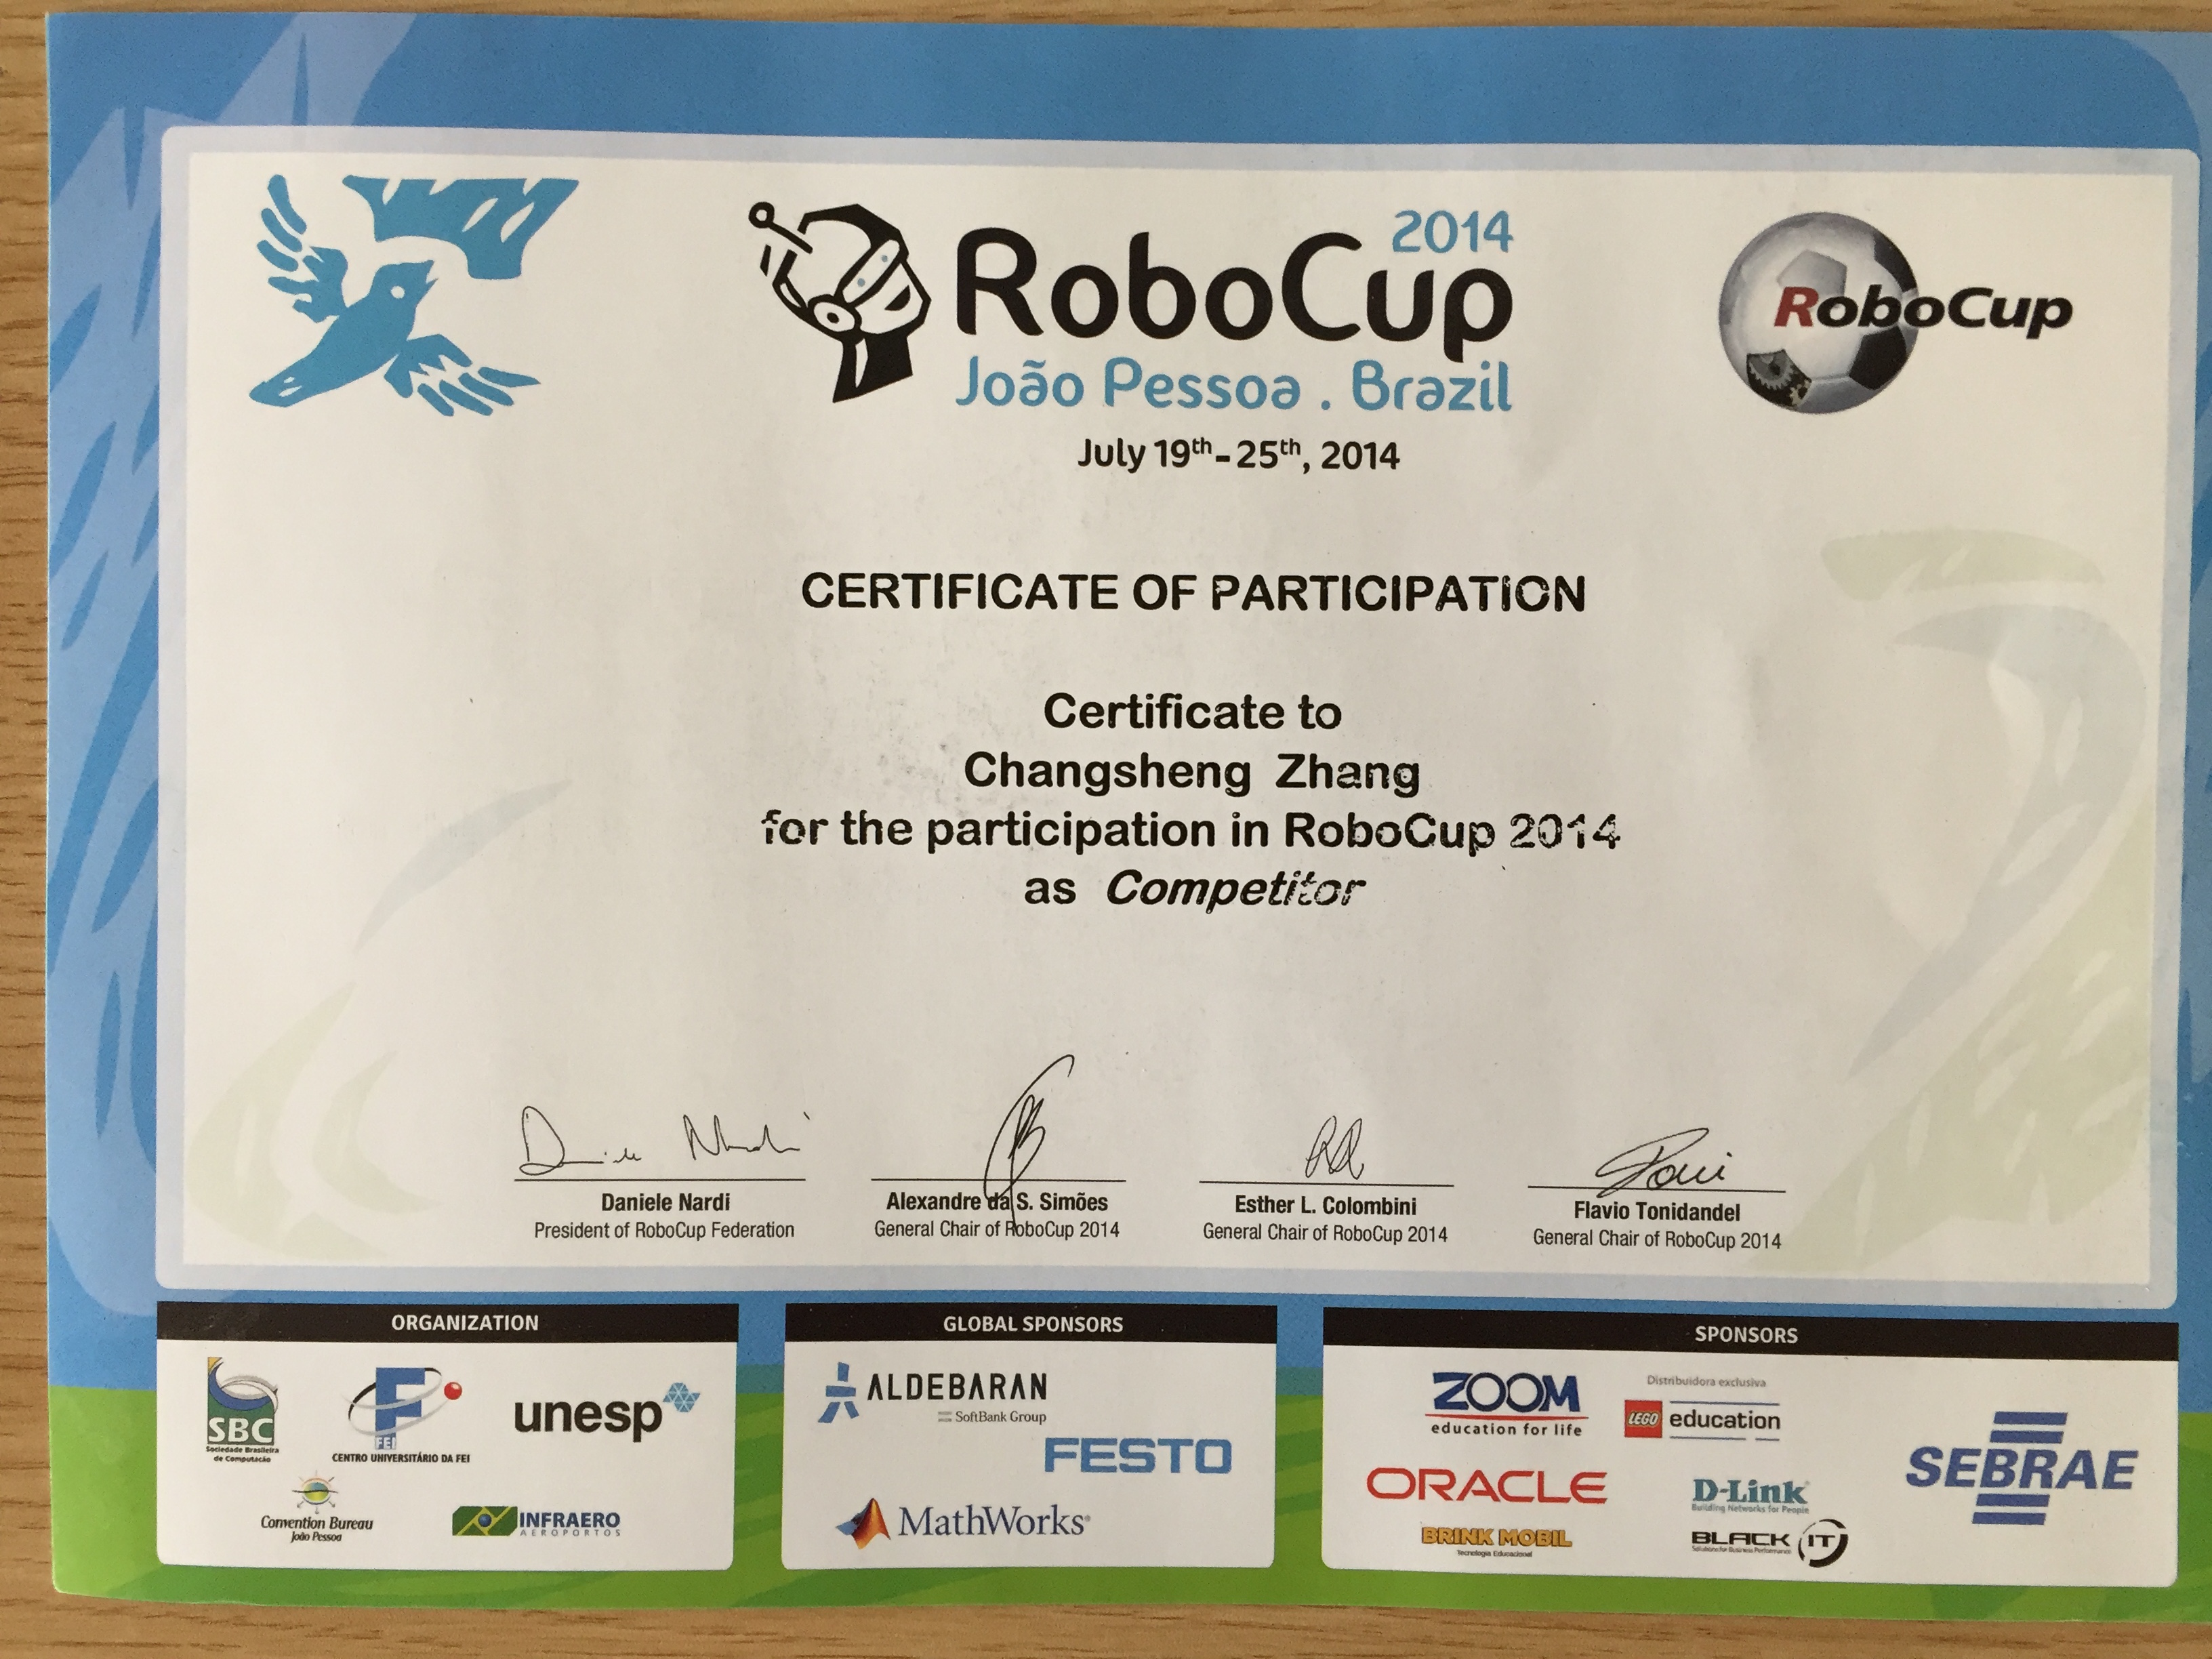 2014
RoboCup
João Pessoa . Brazil
July 19th-25th, 2014
RoboCup
CERTIFICATE OF PARTICIPATION
Certificate to
Changsheng Zhang
for the participation in RoboCup 2014
as Competitor
Daniele Nardi
President of RoboCup Federation
Alexandre da S. Simões
General Chair of RoboCup 2014
Esther L. Colombini
General Chair of RoboCup 2014
Flavio Tonidandel
General Chair of RoboCup 2014
ORGANIZATION
SBC
Sociedade Brasileira
de Computação
FEI
CENTRO UNIVERSITÁRIO DA FEI
unesp
Convention Bureau
João Pessoa
INFRAERO
AEROPORTOS
GLOBAL SPONSORS
ALDEBARAN
SoftBank Group
FESTO
MathWorks®
SPONSORS
ZOOM
education for life
Distribuidora exclusiva
LEGO education
ORACLE
D-Link
Building Networks for People
BRINK MOBIL
Tecnologia Educacional
BLACK IT
Solutions for Business Performance
SEBRAE